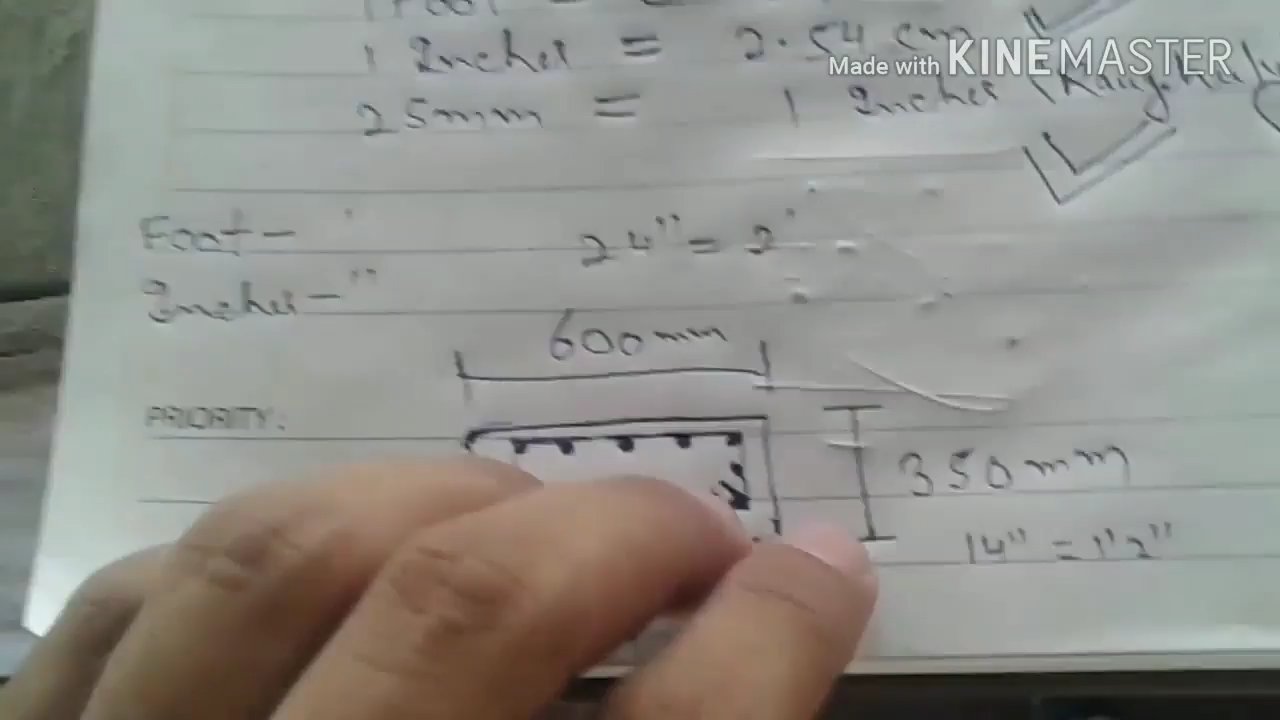 1 Inches = 2.54 cm
Made with KINEMASTER
25mm = 1 Inches
Foot - '
24" = 2'
Inches - "
600mm
PRIORITY:
350mm
14" = 1"2"